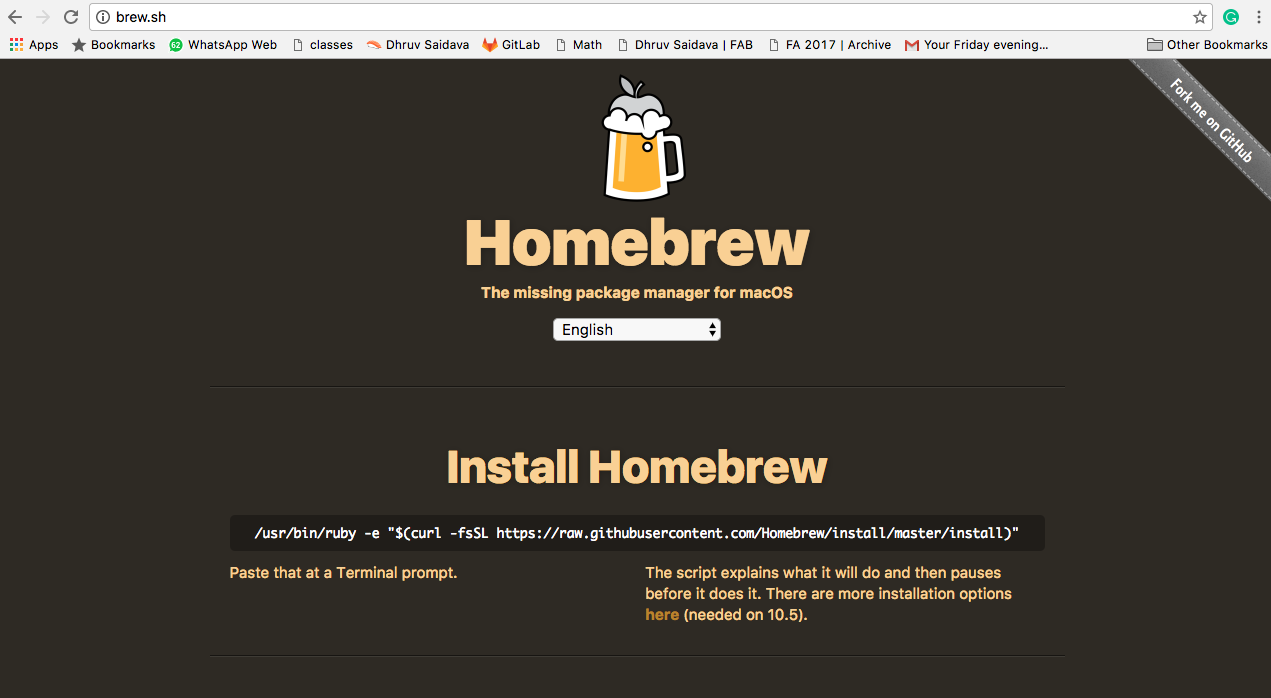 brew.sh
Apps Bookmarks 62 WhatsApp Web classes Dhruv Saidava GitLab Math Dhruv Saidava | FAB FA 2017 | Archive Your Friday evening... Other Bookmarks
Fork me on GitHub
Homebrew
The missing package manager for macOS
English
Install Homebrew
/usr/bin/ruby -e "$(curl -fsSL https://raw.githubusercontent.com/Homebrew/install/master/install)"
Paste that at a Terminal prompt.
The script explains what it will do and then pauses
before it does it. There are more installation options
here (needed on 10.5).